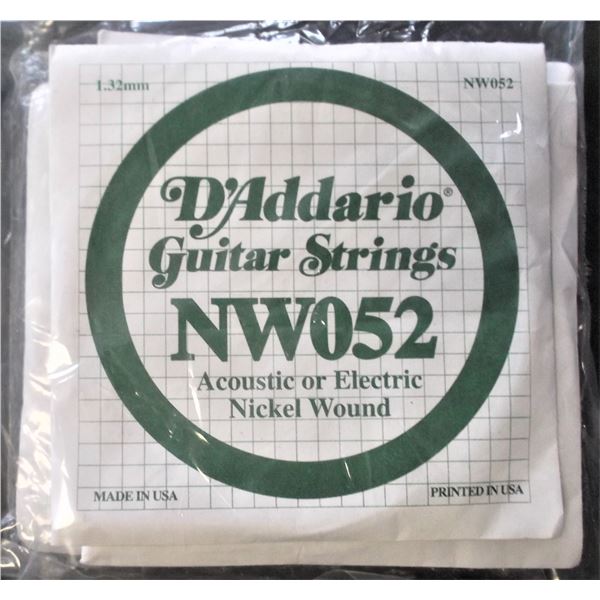 1.32mm NW052
D'Addario®
Guitar Strings
NW052
Acoustic or Electric
Nickel Wound
MADE IN USA PRINTED IN USA